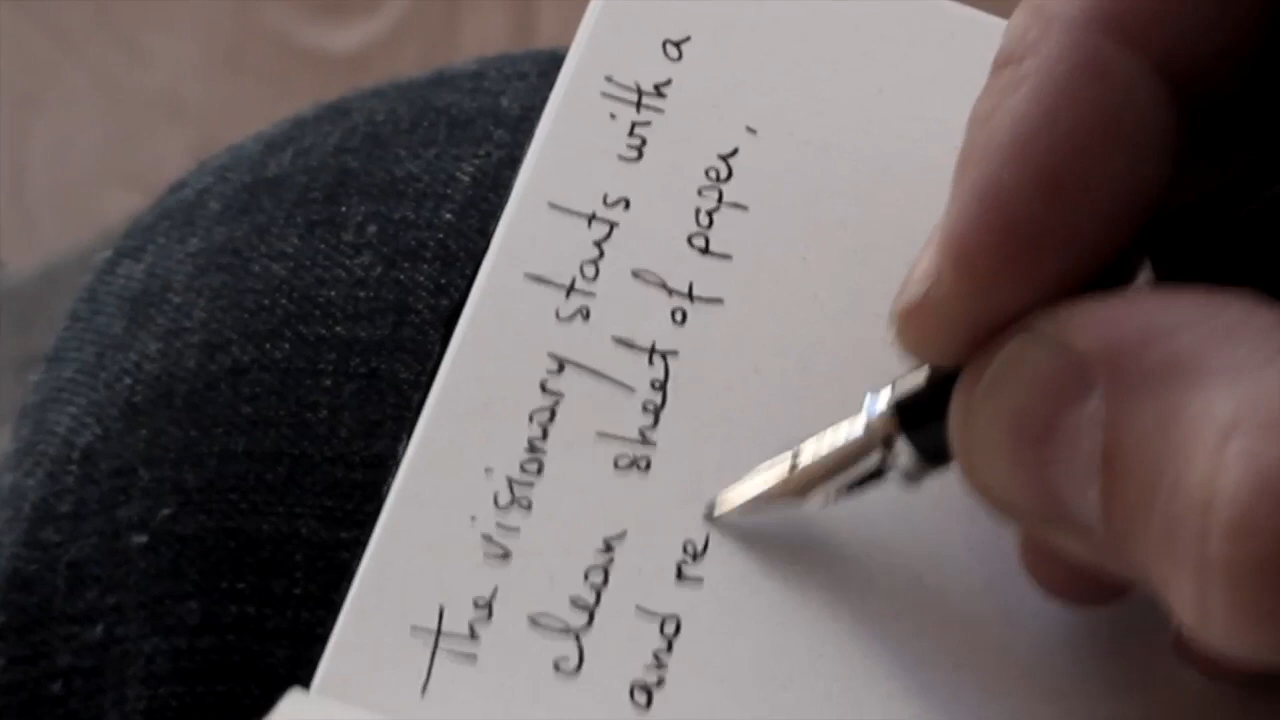 The visionary starts with a
clean sheet of paper,
and re